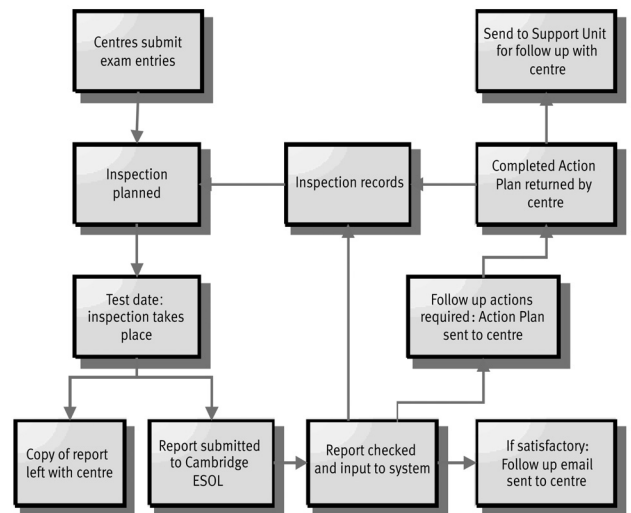 Centres submit
exam entries
Send to Support Unit
for follow up with
centre
Inspection
planned
Inspection records
Completed Action
Plan returned by
centre
Test date:
inspection takes
place
Follow up actions
required: Action Plan
sent to centre
Copy of report
left with centre
Report submitted
to Cambridge
ESOL
Report checked
and input to system
If satisfactory:
Follow up email
sent to centre